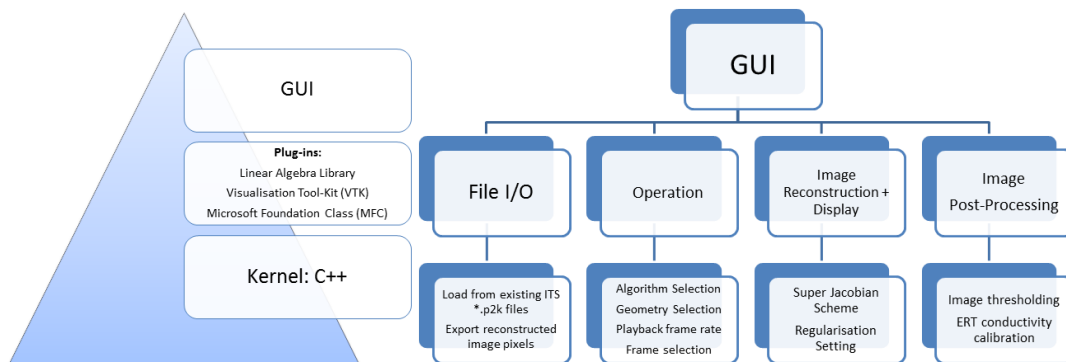 GUI
Plug-ins:
Linear Algebra Library
Visualisation Tool-Kit (VTK)
Microsoft Foundation Class (MFC)
Kernel: C++
GUI
File I/O
Operation
Image
Reconstruction +
Display
Image
Post-Processing
Load from existing ITS
*.p2k files
Export reconstructed
image pixels
Algorithm Selection
Geometry Selection
Playback frame rate
Frame selection
Super Jacobian
Scheme
Regularisation
Setting
Image thresholding
ERT conductivity
calibration